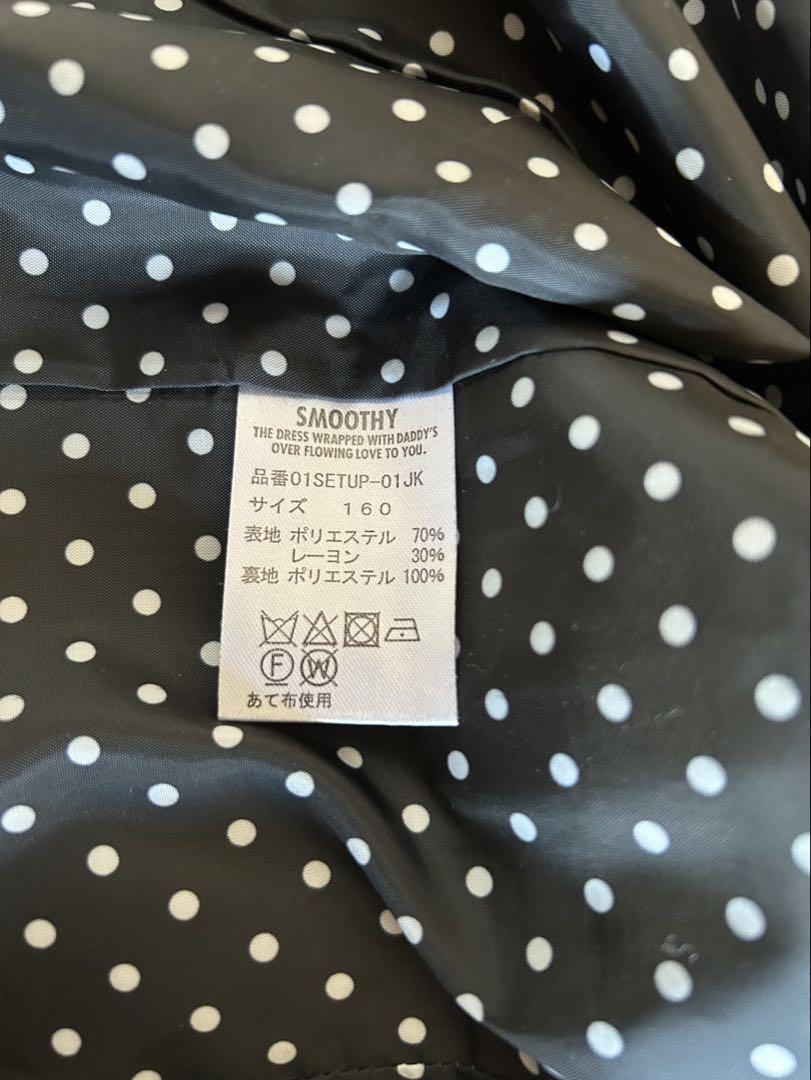 SMOOTHY
THE DRESS WRAPPED WITH DADDY'S
OVER FLOWING LOVE TO YOU.
品番01SETUP-01JK
サイズ 160
表地 ポリエステル 70%
レーヨン 30%
裏地 ポリエステル 100%
F W
あて布使用